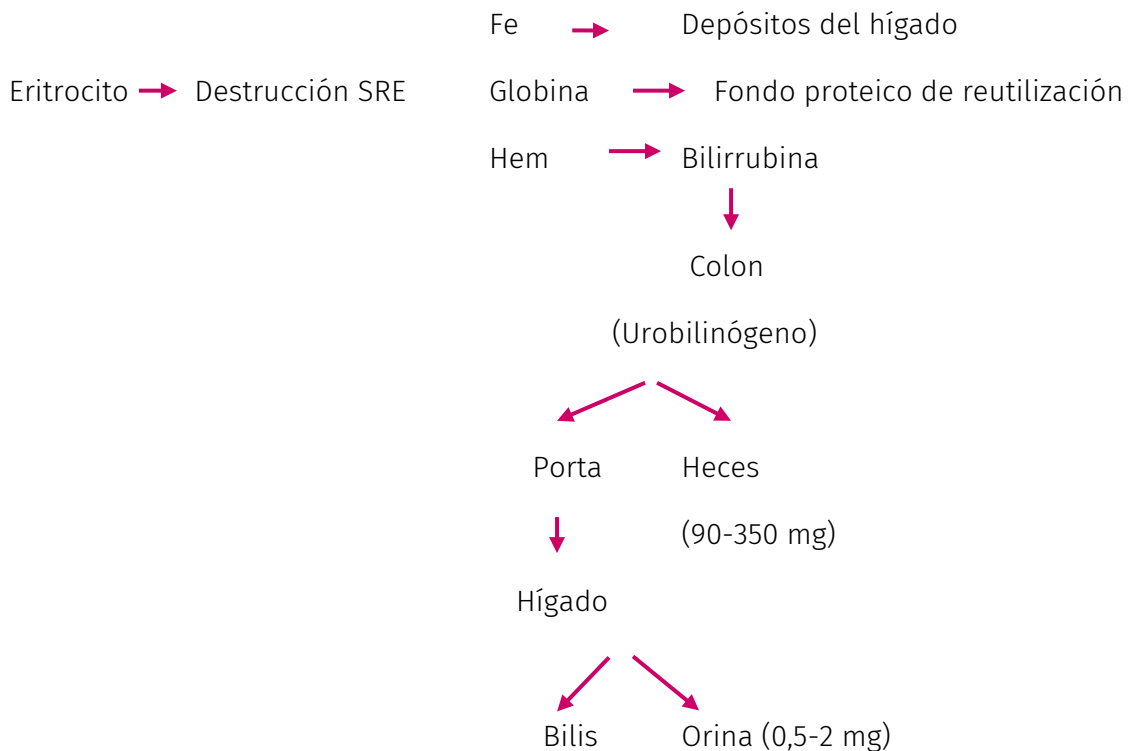 Fe Depósitos del hígado
Eritrocito Destrucción SRE Globina Fondo proteico de reutilización
Hem Bilirrubina
Colon
(Urobilinógeno)
Porta Heces
(90-350 mg)
Hígado
Bilis Orina (0,5-2 mg)